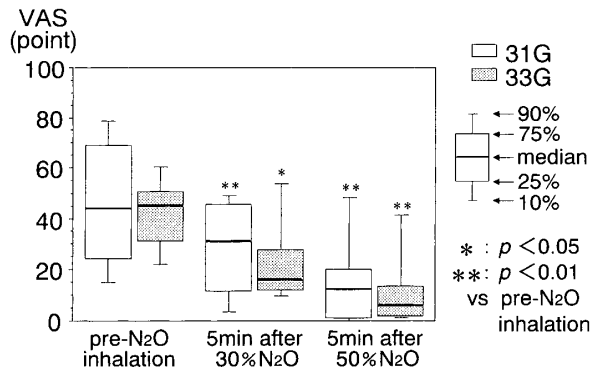 VAS
(point)
100
80
60
40
20
0
** * ** **
pre-N2O
inhalation
5min after
30%N2O
5min after
50%N2O
31G
33G
90%
75%
median
25%
10%
* : p <0.05
**: p <0.01
vs pre-N2O
inhalation